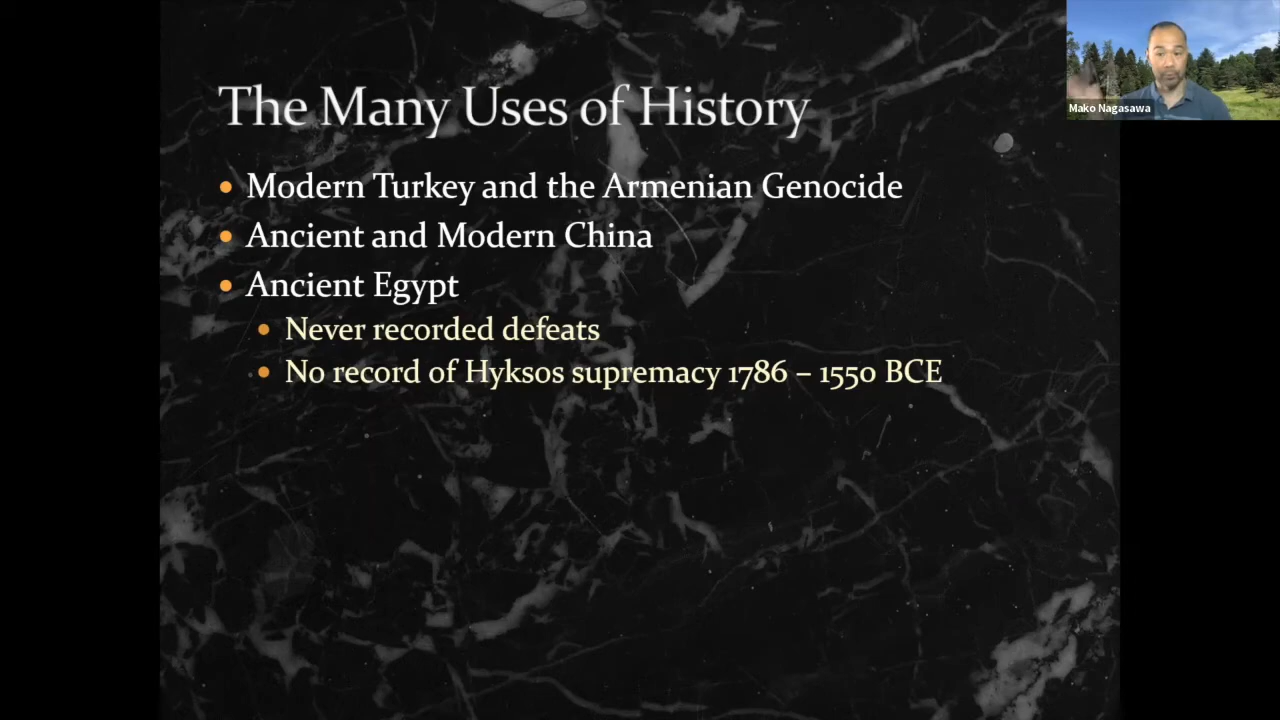 The Many Uses of History
Modern Turkey and the Armenian Genocide
Ancient and Modern China
Ancient Egypt
Never recorded defeats
No record of Hyksos supremacy 1786 – 1550 BCE
Mako Nagasawa